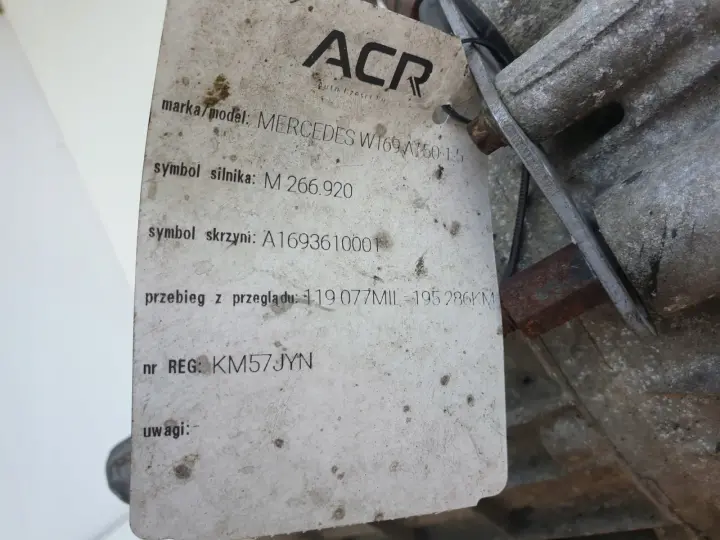 ACR
marka/model: MERCEDES W169 A160 1.5
symbol silnika: M 266.920
symbol skrzyni: A1693610001
przebieg z przeglądu: 119 077MIL - 195 286KM
nr REG: KM57JYN
uwagi: -